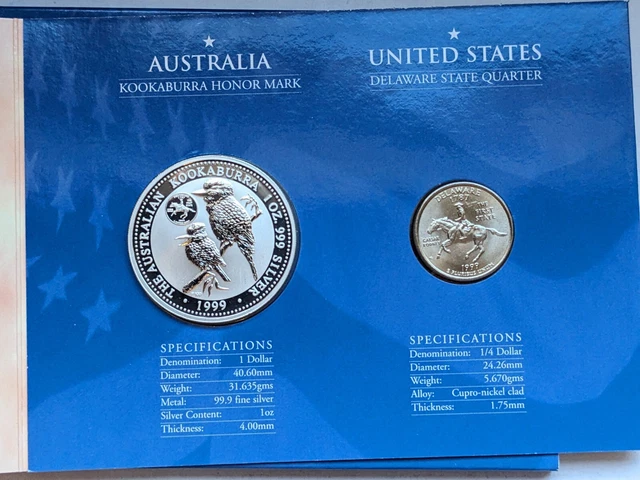 AUSTRALIA
KOOKABURRA HONOR MARK
THE AUSTRALIAN KOOKABURRA 1 OZ. 999 SILVER
· 1999 ·
SPECIFICATIONS
Denomination: 1 Dollar
Diameter: 40.60mm
Weight: 31.635gms
Metal: 99.9 fine silver
Silver Content: 1oz
Thickness: 4.00mm
UNITED STATES
DELAWARE STATE QUARTER
DELAWARE
1787
THE
FIRST
STATE
CAESAR
RODNEY
1999
E PLURIBUS UNUM
SPECIFICATIONS
Denomination: 1/4 Dollar
Diameter: 24.26mm
Weight: 5.670gms
Alloy: Cupro-nickel clad
Thickness: 1.75mm